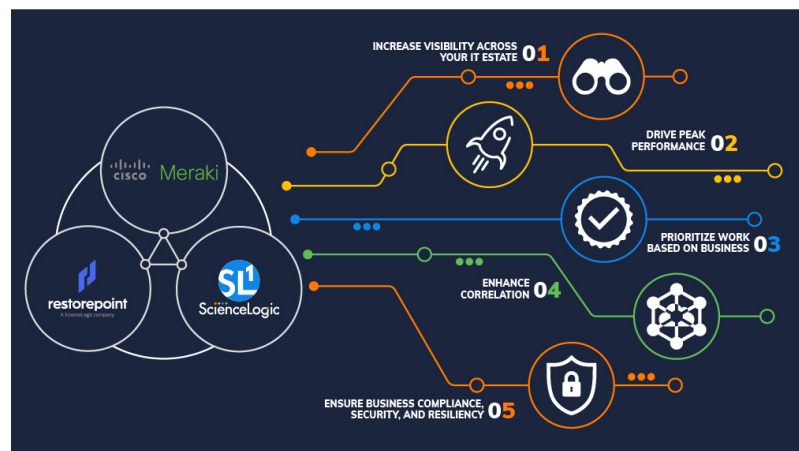 INCREASE VISIBILITY ACROSS
YOUR IT ESTATE 01
DRIVE PEAK
PERFORMANCE 02
CISCO Meraki
PRIORITIZE WORK
BASED ON BUSINESS 03
restorepoint
A ScienceLogic company
SL1
ScienceLogic
ENHANCE
CORRELATION 04
ENSURE BUSINESS COMPLIANCE,
SECURITY, AND RESILIENCY 05